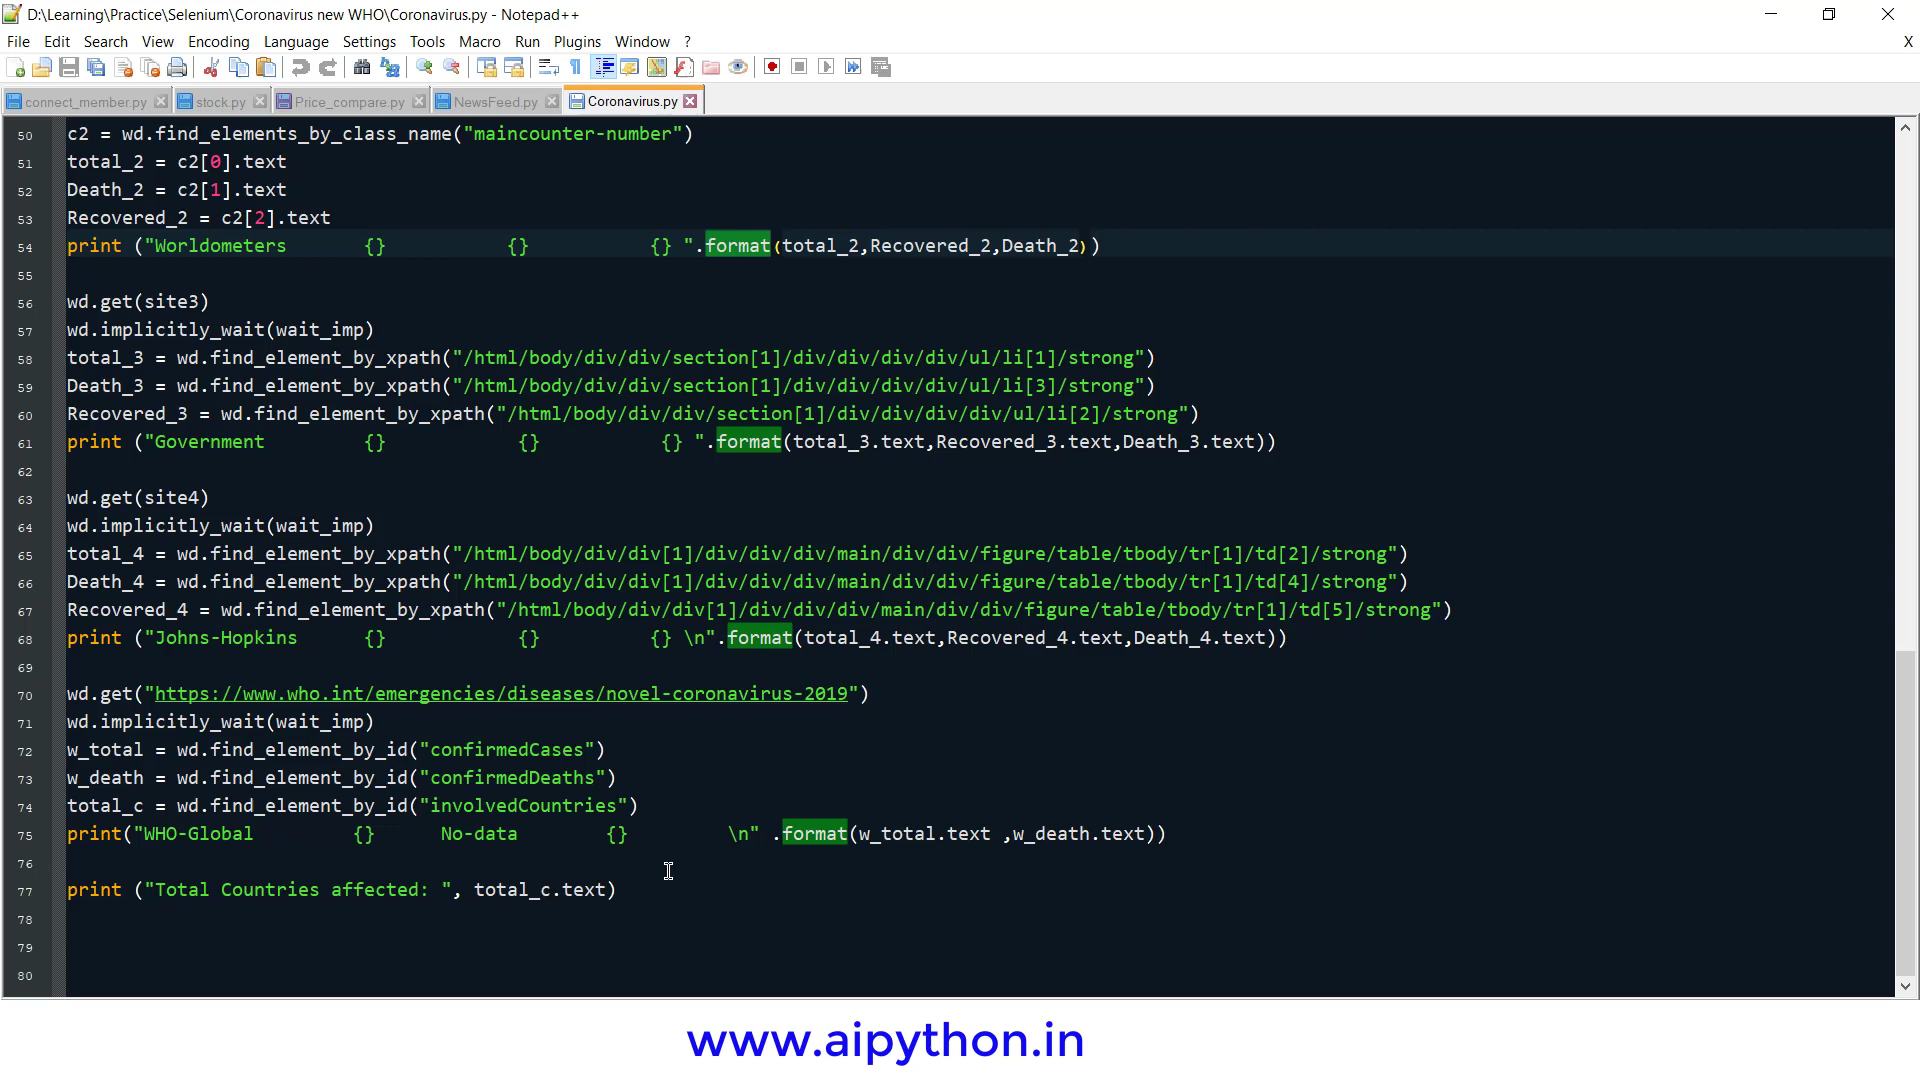 D:\Learning\Practice\Selenium\Coronavirus new WHO\Coronavirus.py - Notepad++
File Edit Search View Encoding Language Settings Tools Macro Run Plugins Window ? X
connect_member.py stock.py Price_compare.py NewsFeed.py Coronavirus.py
50 c2 = wd.find_elements_by_class_name("maincounter-number")
51 total_2 = c2[0].text
52 Death_2 = c2[1].text
53 Recovered_2 = c2[2].text
54 print ("Worldometers {} {} {} ".format(total_2,Recovered_2,Death_2))
55
56 wd.get(site3)
57 wd.implicitly_wait(wait_imp)
58 total_3 = wd.find_element_by_xpath("/html/body/div/div/section[1]/div/div/div/div/ul/li[1]/strong")
59 Death_3 = wd.find_element_by_xpath("/html/body/div/div/section[1]/div/div/div/div/ul/li[3]/strong")
60 Recovered_3 = wd.find_element_by_xpath("/html/body/div/div/section[1]/div/div/div/div/ul/li[2]/strong")
61 print ("Government {} {} {} ".format(total_3.text,Recovered_3.text,Death_3.text))
62
63 wd.get(site4)
64 wd.implicitly_wait(wait_imp)
65 total_4 = wd.find_element_by_xpath("/html/body/div/div[1]/div/div/div/main/div/div/figure/table/tbody/tr[1]/td[2]/strong")
66 Death_4 = wd.find_element_by_xpath("/html/body/div/div[1]/div/div/div/main/div/div/figure/table/tbody/tr[1]/td[4]/strong")
67 Recovered_4 = wd.find_element_by_xpath("/html/body/div/div[1]/div/div/div/main/div/div/figure/table/tbody/tr[1]/td[5]/strong")
68 print ("Johns-Hopkins {} {} {} \n".format(total_4.text,Recovered_4.text,Death_4.text))
69
70 wd.get("https://www.who.int/emergencies/diseases/novel-coronavirus-2019")
71 wd.implicitly_wait(wait_imp)
72 w_total = wd.find_element_by_id("confirmedCases")
73 w_death = wd.find_element_by_id("confirmedDeaths")
74 total_c = wd.find_element_by_id("involvedCountries")
75 print("WHO-Global {} No-data {} \n" .format(w_total.text ,w_death.text))
76
77 print ("Total Countries affected: ", total_c.text)
78
79
80
www.aipython.in